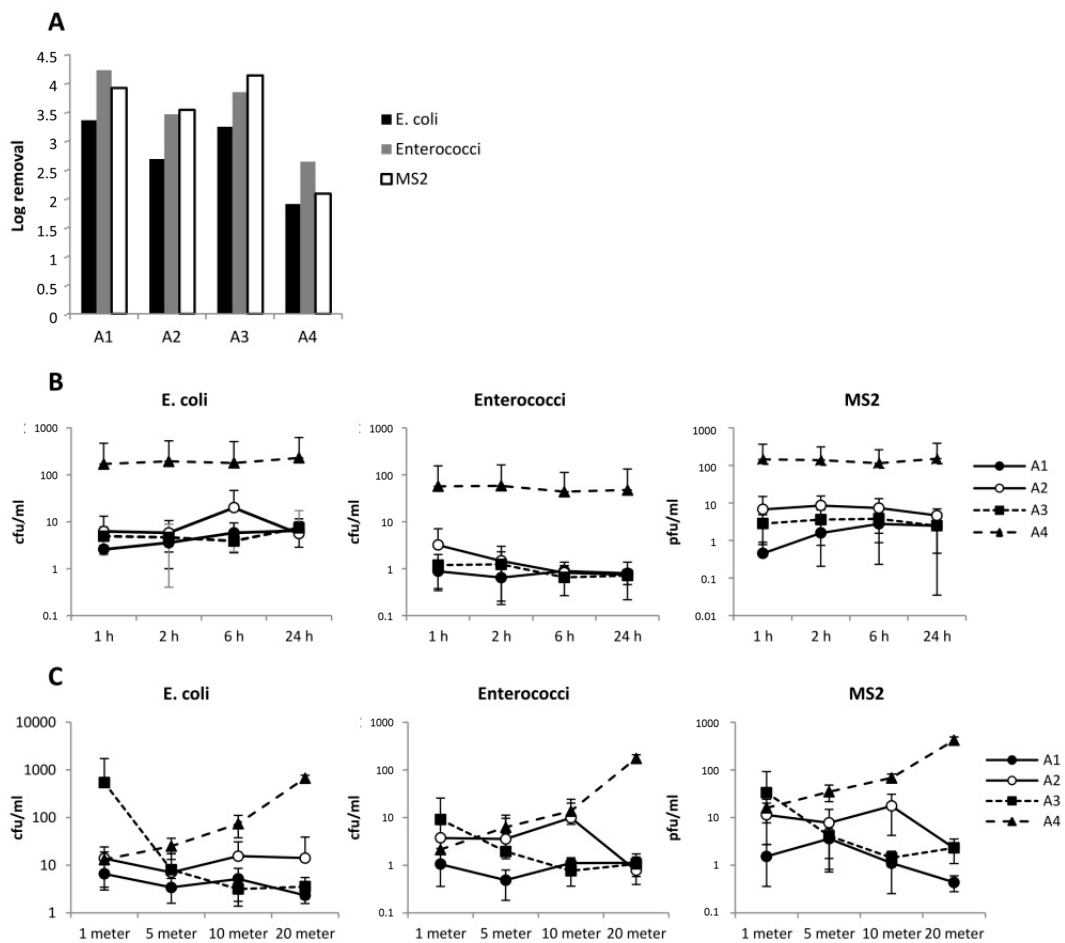 A
4.5
4
3.5
3
2.5
2
1.5
1
0.5
0
Log removal
A1 A2 A3 A4
E. coli
Enterococci
MS2
B
E. coli
1000
100
10
1
0.1
cfu/ml
1 h 2 h 6 h 24 h
Enterococci
1000
100
10
1
0.1
cfu/ml
1 h 2 h 6 h 24 h
MS2
1000
100
10
1
0.1
0.01
pfu/ml
1 h 2 h 6 h 24 h
A1
A2
A3
A4
C
E. coli
10000
1000
100
10
1
cfu/ml
1 meter 5 meter 10 meter 20 meter
Enterococci
1000
100
10
1
0.1
cfu/ml
1 meter 5 meter 10 meter 20 meter
MS2
1000
100
10
1
0.1
pfu/ml
1 meter 5 meter 10 meter 20 meter
A1
A2
A3
A4